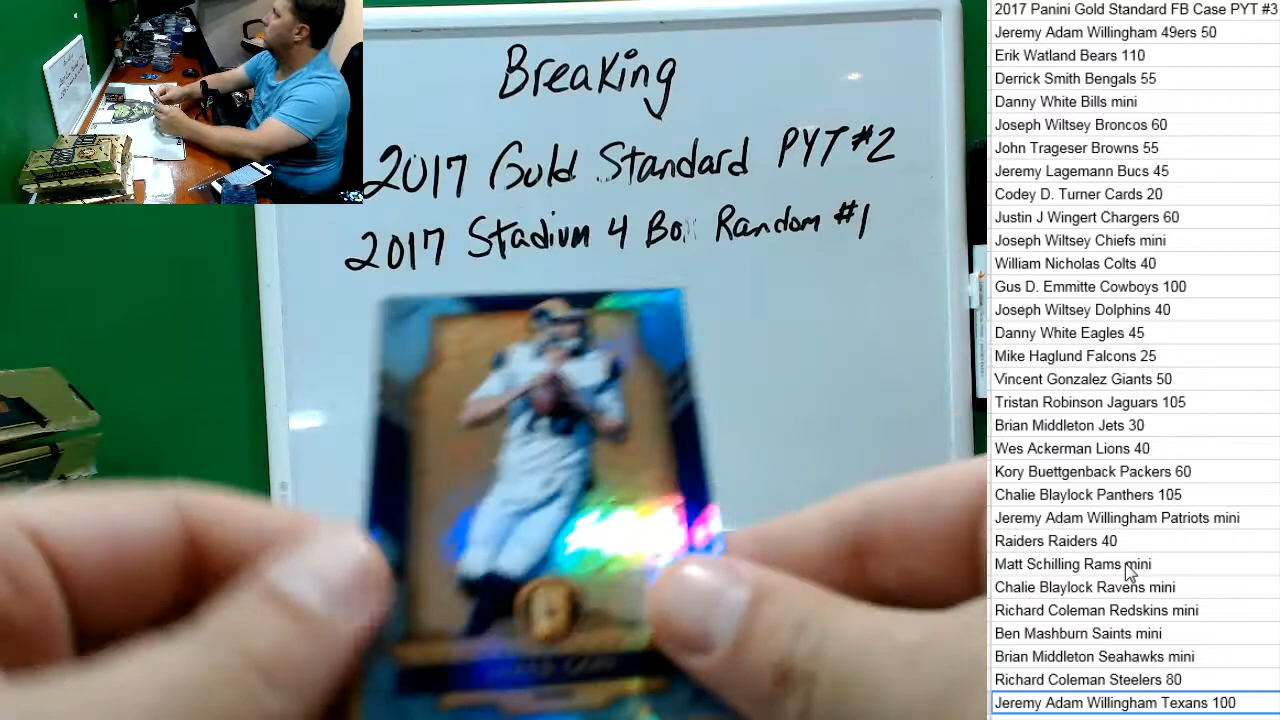 Breaking
2017 Gold Standard PYT #2
2017 Stadium 4 Box Random #1
2017 Panini Gold Standard FB Case PYT #3
Jeremy Adam Willingham 49ers 50
Erik Watland Bears 110
Derrick Smith Bengals 55
Danny White Bills mini
Joseph Wiltsey Broncos 60
John Trageser Browns 55
Jeremy Lagemann Bucs 45
Codey D. Turner Cards 20
Justin J Wingert Chargers 60
Joseph Wiltsey Chiefs mini
William Nicholas Colts 40
Gus D. Emmitte Cowboys 100
Joseph Wiltsey Dolphins 40
Danny White Eagles 45
Mike Haglund Falcons 25
Vincent Gonzalez Giants 50
Tristan Robinson Jaguars 105
Brian Middleton Jets 30
Wes Ackerman Lions 40
Kory Buettgenback Packers 60
Chalie Blaylock Panthers 105
Jeremy Adam Willingham Patriots mini
Raiders Raiders 40
Matt Schilling Rams mini
Chalie Blaylock Ravens mini
Richard Coleman Redskins mini
Ben Mashburn Saints mini
Brian Middleton Seahawks mini
Richard Coleman Steelers 80
Jeremy Adam Willingham Texans 100